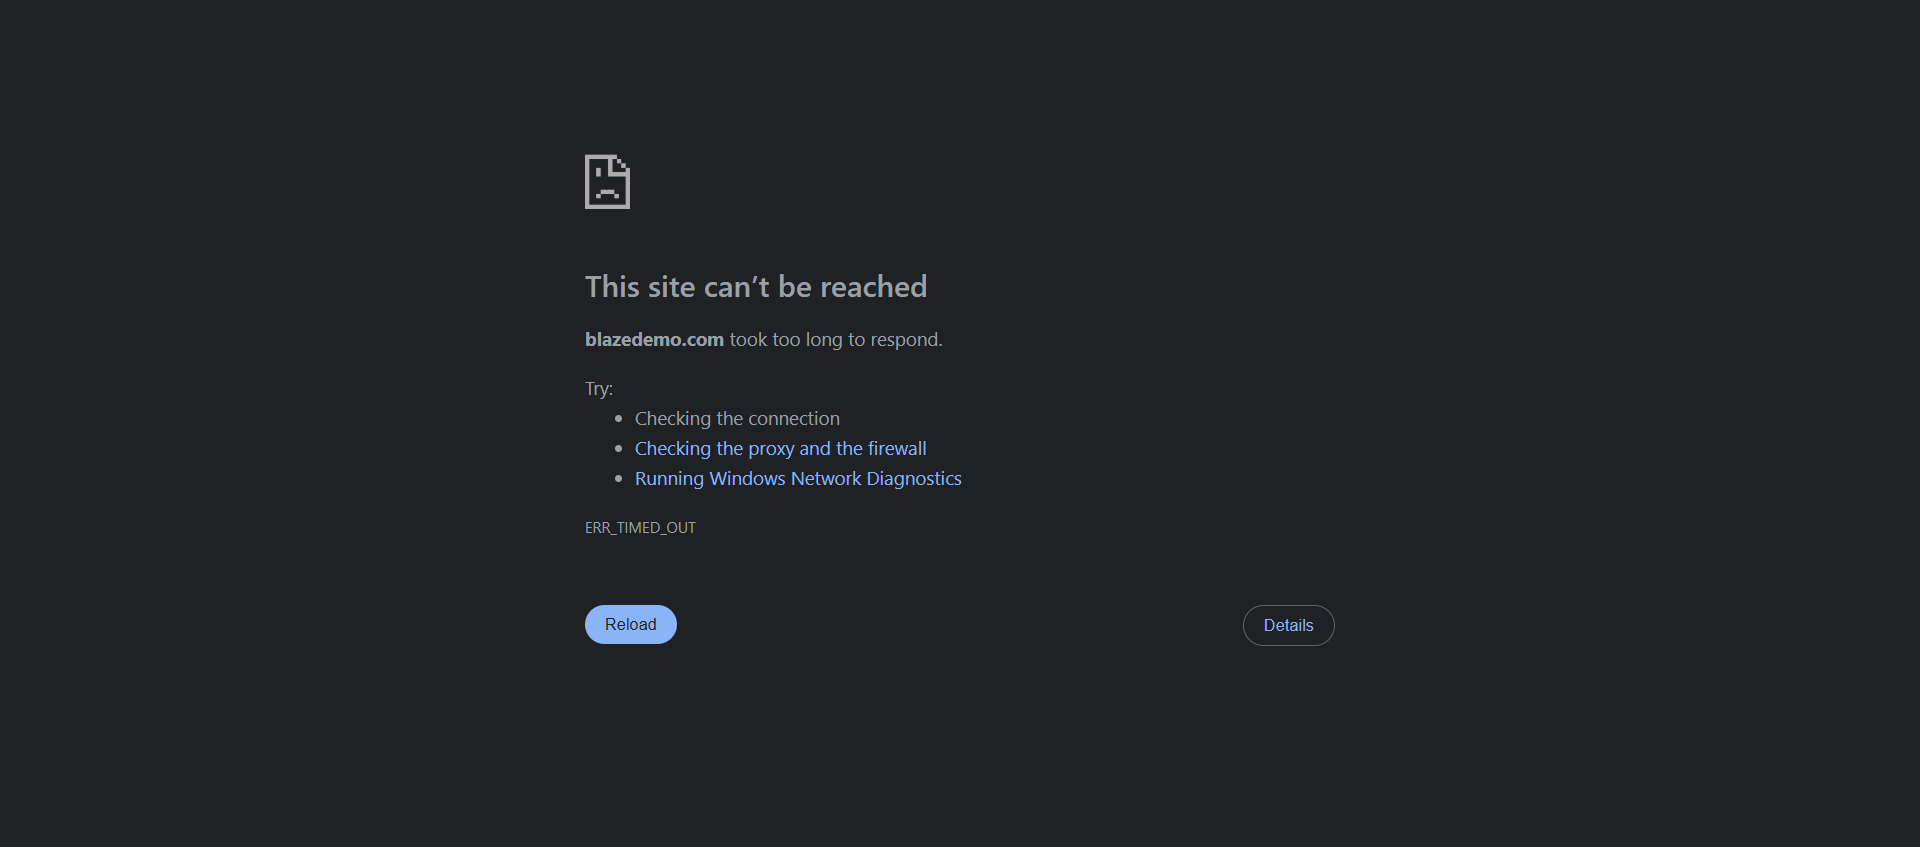 This site can’t be reached
blazedemo.com took too long to respond.
Try:
• Checking the connection
• Checking the proxy and the firewall
• Running Windows Network Diagnostics
ERR_TIMED_OUT
Reload
Details